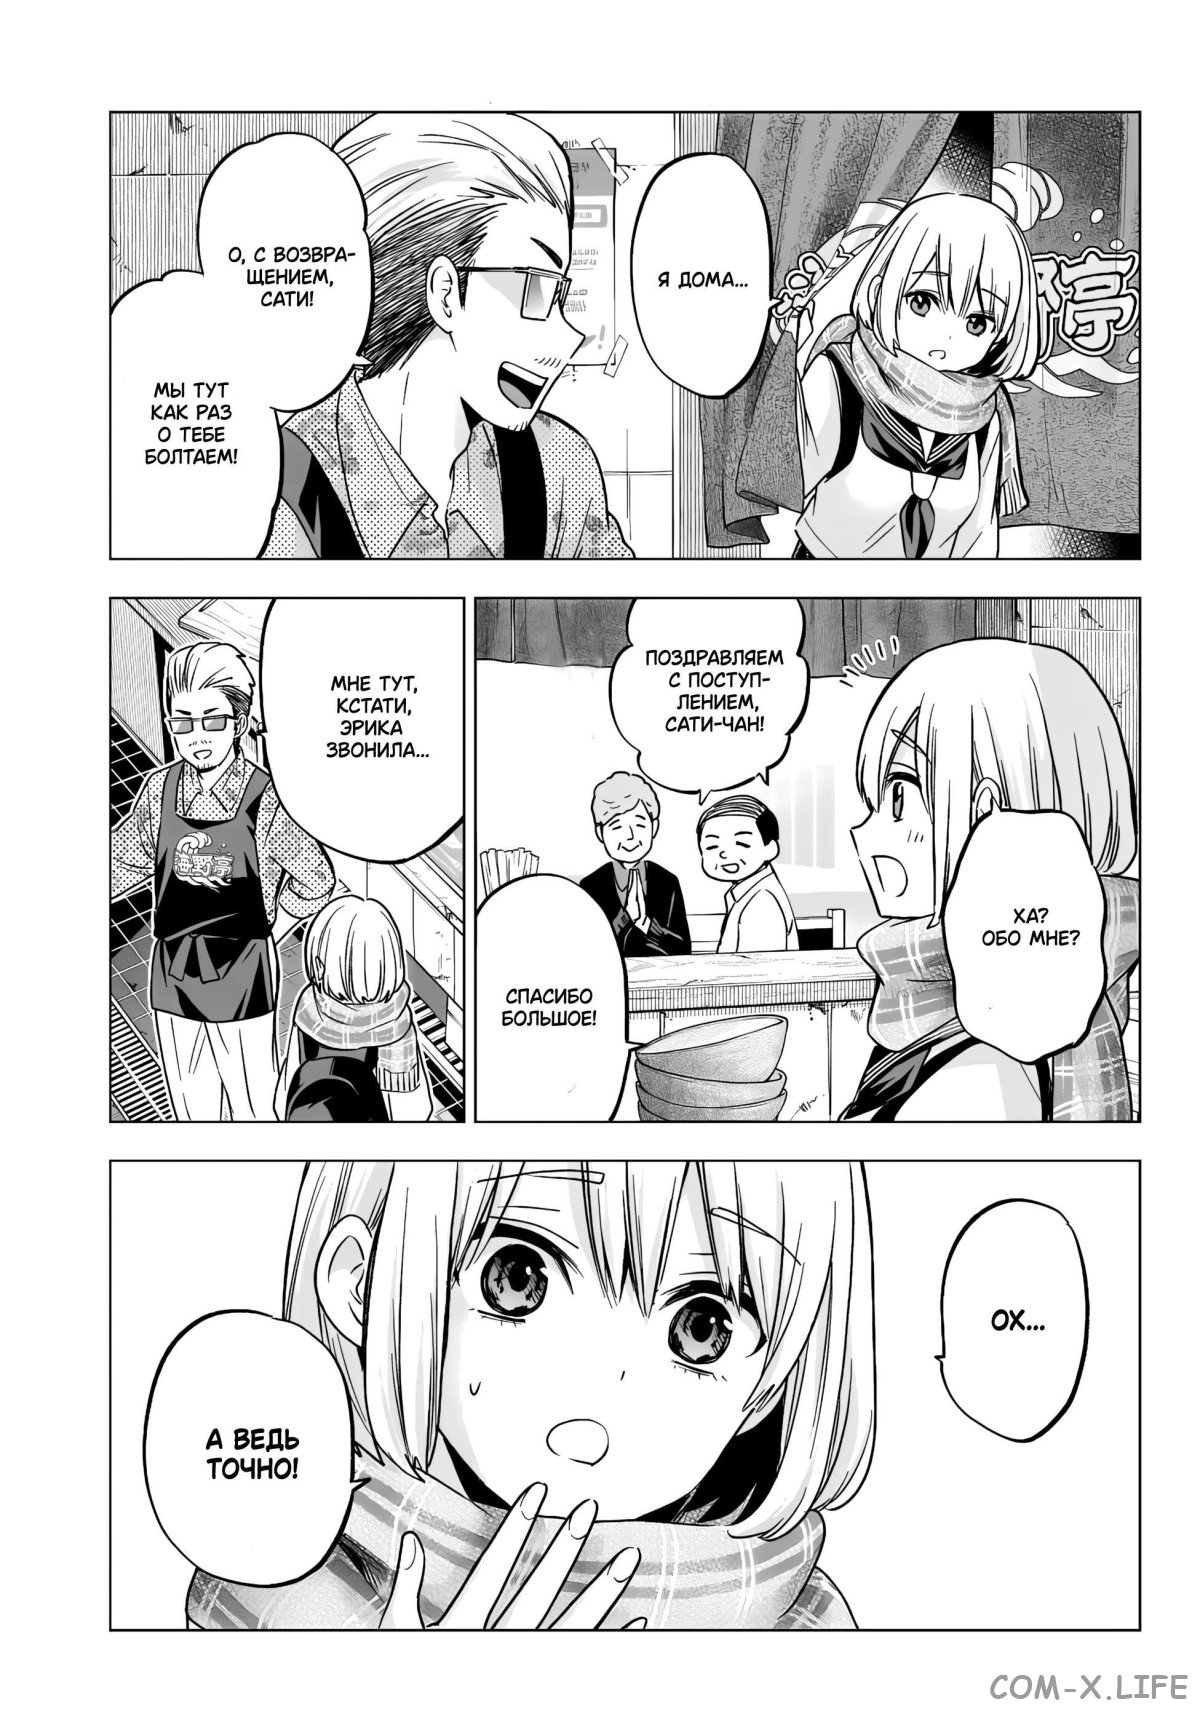 Я ДОМА...
О, С ВОЗВРА-
ЩЕНИЕМ,
САТИ!
МЫ ТУТ
КАК РАЗ
О ТЕБЕ
БОЛТАЕМ!
ХА?
ОБО МНЕ?
ПОЗДРАВЛЯЕМ
С ПОСТУП-
ЛЕНИЕМ,
САТИ-ЧАН!
СПАСИБО
БОЛЬШОЕ!
МНЕ ТУТ,
КСТАТИ,
ЭРИКА
ЗВОНИЛА...
ОХ...
А ВЕДЬ
ТОЧНО!
COM-X.LIFE